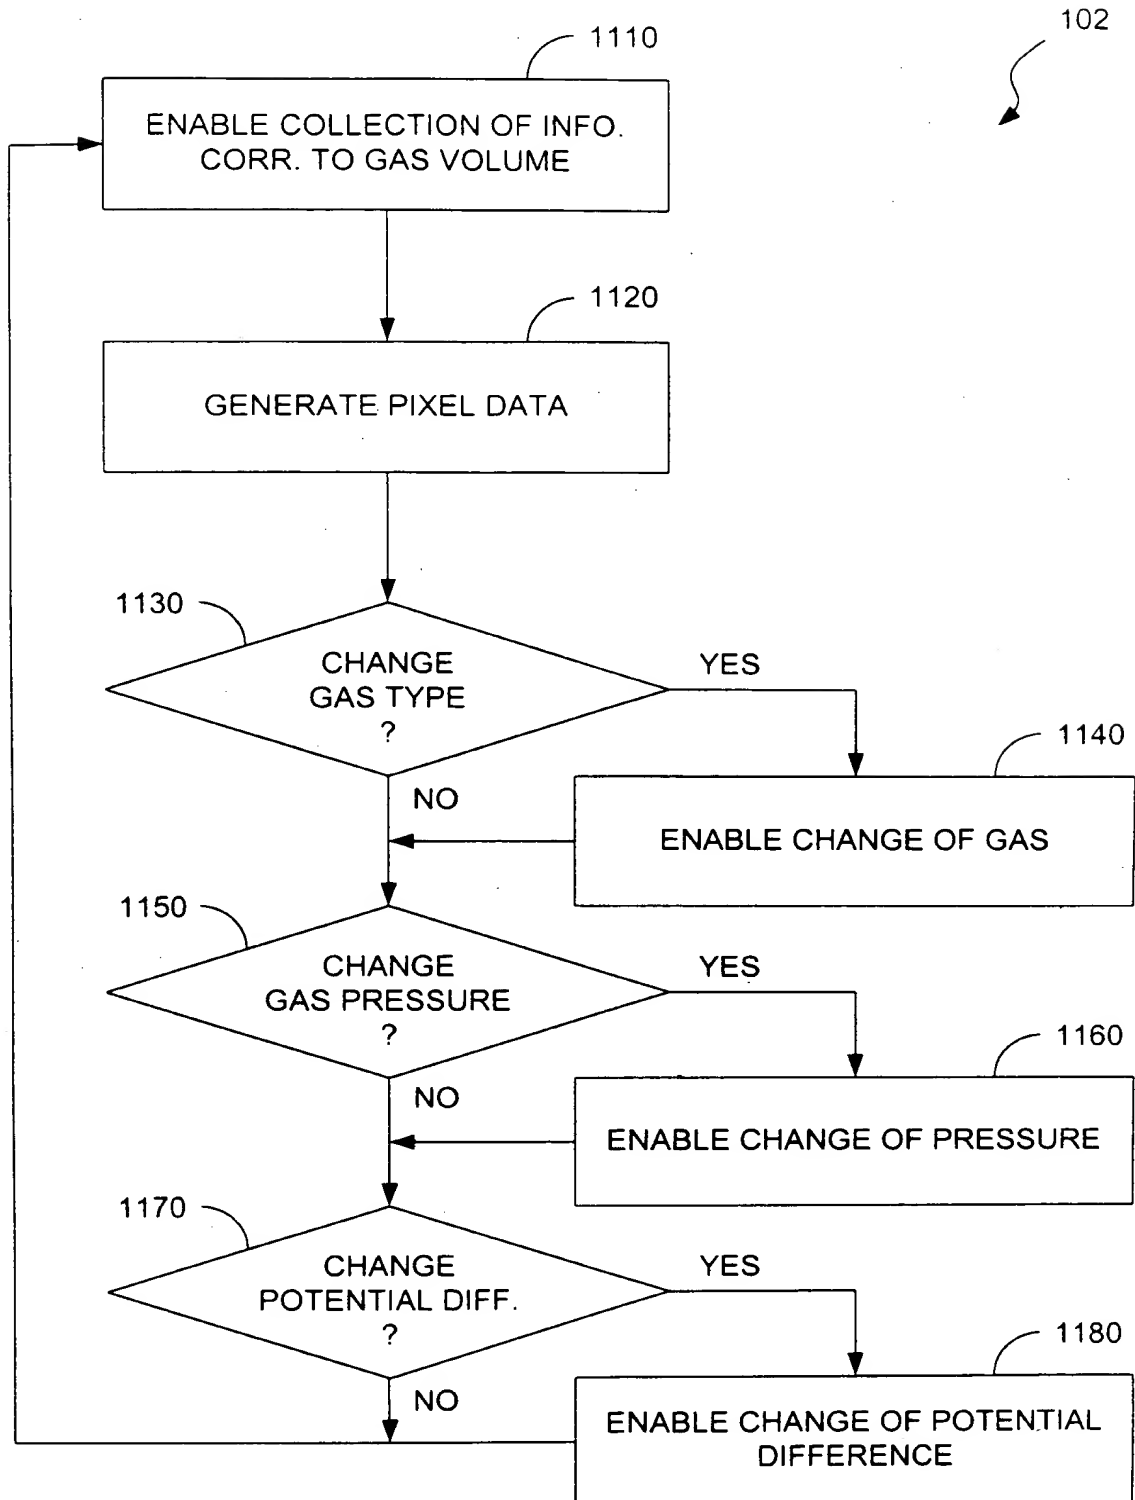 102
1110
ENABLE COLLECTION OF INFO.
CORR. TO GAS VOLUME
1120
GENERATE PIXEL DATA
1130
CHANGE
GAS TYPE
?
YES
NO
1140
ENABLE CHANGE OF GAS
1150
CHANGE
GAS PRESSURE
?
YES
NO
1160
ENABLE CHANGE OF PRESSURE
1170
CHANGE
POTENTIAL DIFF.
?
YES
NO
1180
ENABLE CHANGE OF POTENTIAL
DIFFERENCE